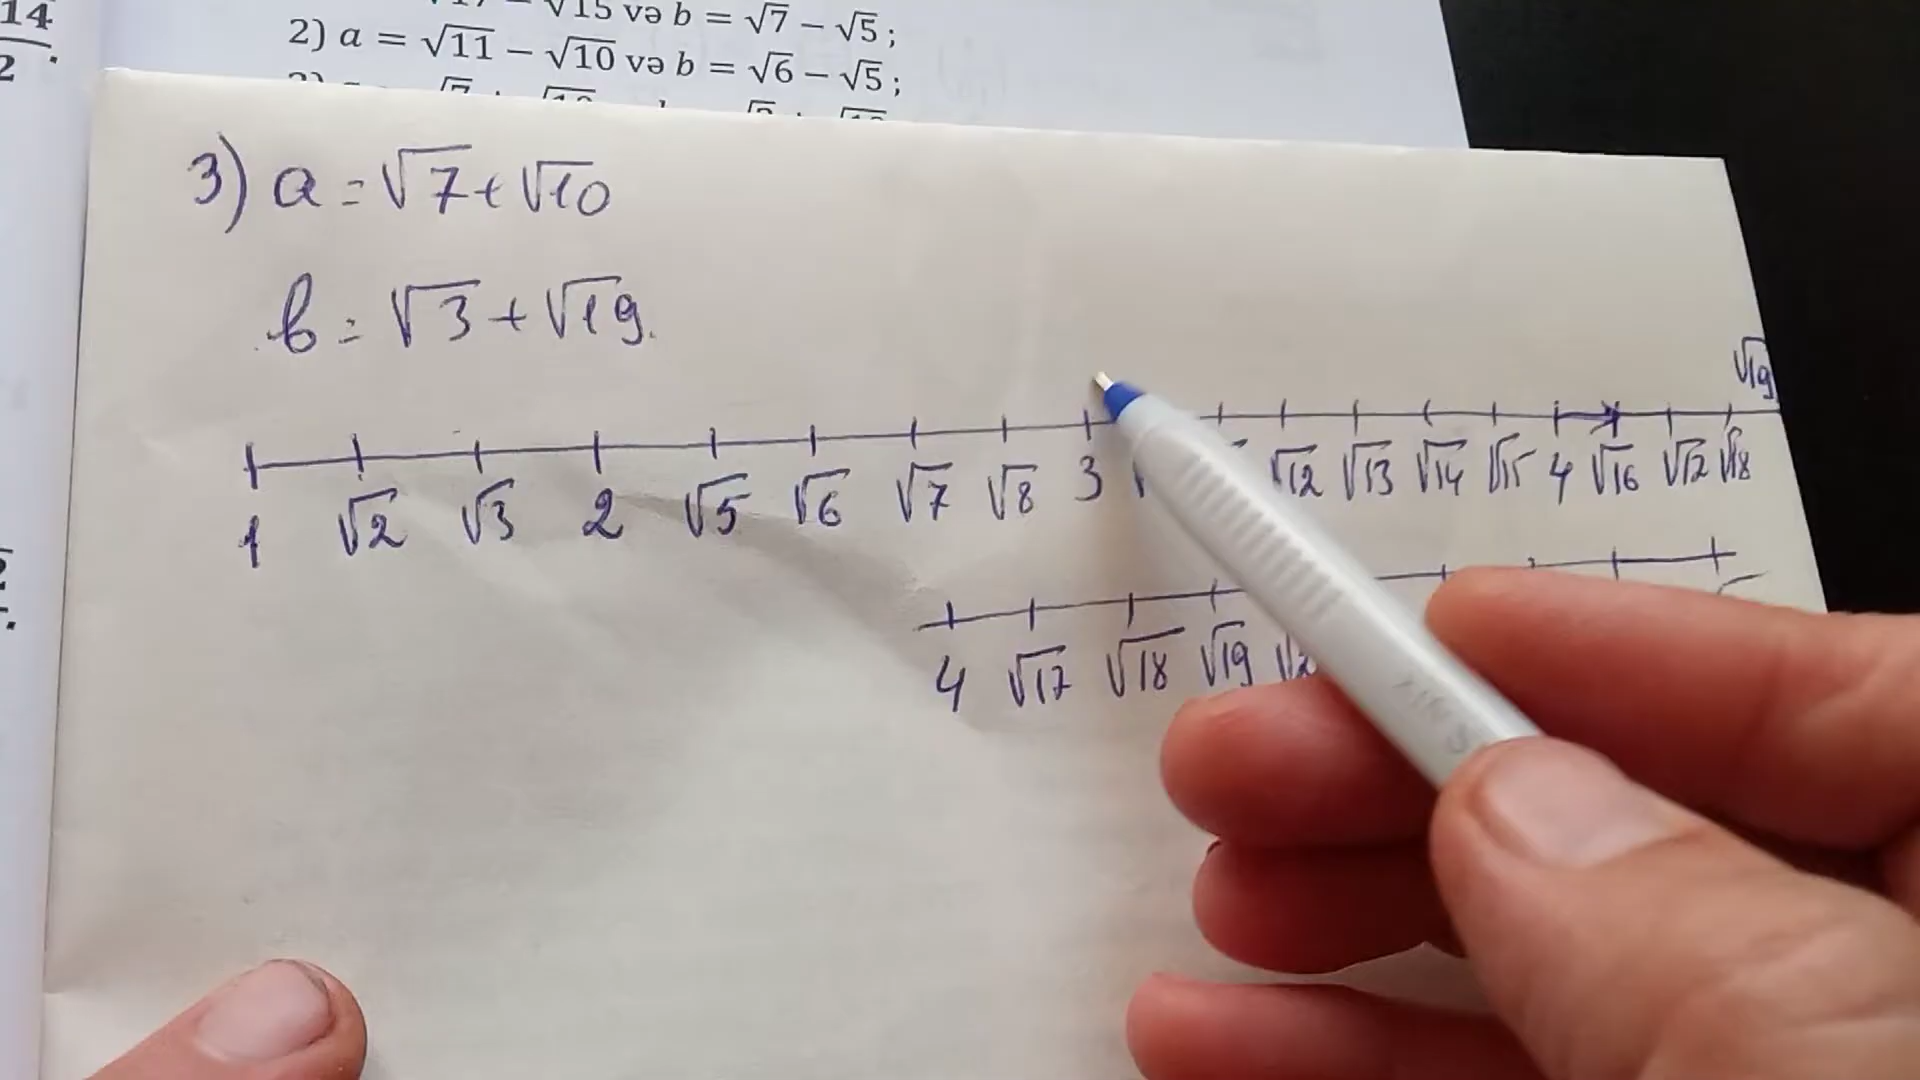 14
2
√15 və b = √7 − √5 ;
2) a = √11 − √10 və b = √6 − √5 ;
3) a = √7 + √10
b = √3 + √19.
√19
1 √2 √3 2 √5 √6 √7 √8 3 √12 √13 √14 √15 4 √16 √17 √18
4 √17 √18 √19